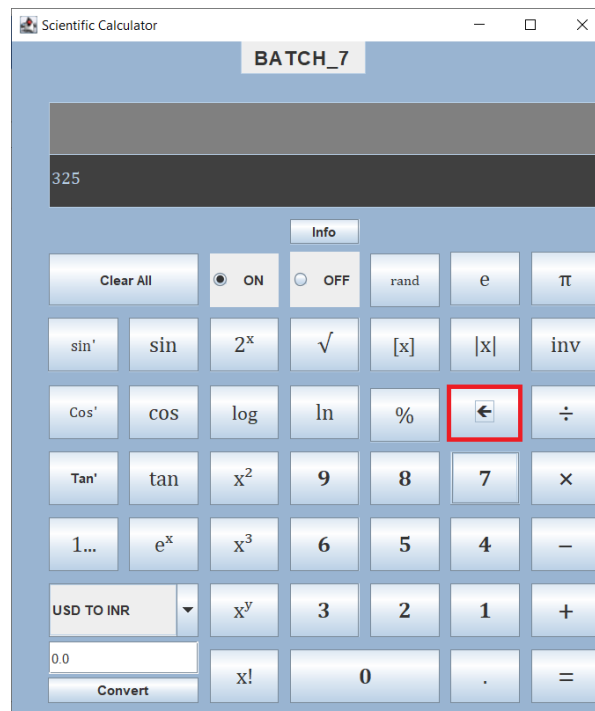 Scientific Calculator
BATCH_7
325
Info
Clear All ON OFF rand e π
sin' sin 2ˣ √ [x] |x| inv
Cos' cos log ln % ← ÷
Tan' tan x² 9 8 7 ×
1... eˣ x³ 6 5 4 −
USD TO INR xʸ 3 2 1 +
0.0
Convert x! 0 . =